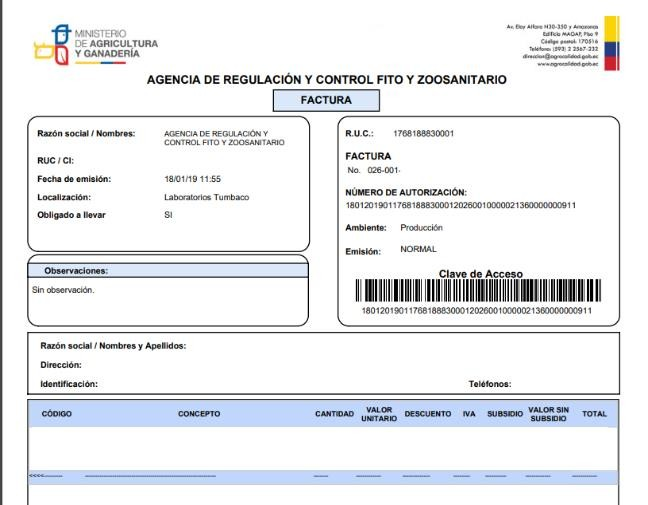 MINISTERIO
DE AGRICULTURA
Y GANADERÍA
Av. Eloy Alfaro N30-350 y Amazonas
Edificio MAGAP, Piso 9
Código postal: 170516
Teléfono: (593) 2 2567-232
direccion@agrocalidad.gob.ec
www.agrocalidad.gob.ec
AGENCIA DE REGULACIÓN Y CONTROL FITO Y ZOOSANITARIO
FACTURA
Razón social / Nombres: AGENCIA DE REGULACIÓN Y
CONTROL FITO Y ZOOSANITARIO
RUC / CI:
Fecha de emisión: 18/01/19 11:55
Localización: Laboratorios Tumbaco
Obligado a llevar SI
Observaciones:
Sin observación.
R.U.C.: 1768188830001
FACTURA
No. 026-001-
NÚMERO DE AUTORIZACIÓN:
1801201901176818883000120260010000021360000000911
Ambiente: Producción
Emisión: NORMAL
Clave de Acceso
1801201901176818883000120260010000021360000000911
Razón social / Nombres y Apellidos:
Dirección:
Identificación: Teléfonos:
CÓDIGO CONCEPTO CANTIDAD VALOR UNITARIO DESCUENTO IVA SUBSIDIO VALOR SIN SUBSIDIO TOTAL
<<<<---------- ---------- ---------- ---------- ---------- ---------- ---------- ---------- ----------